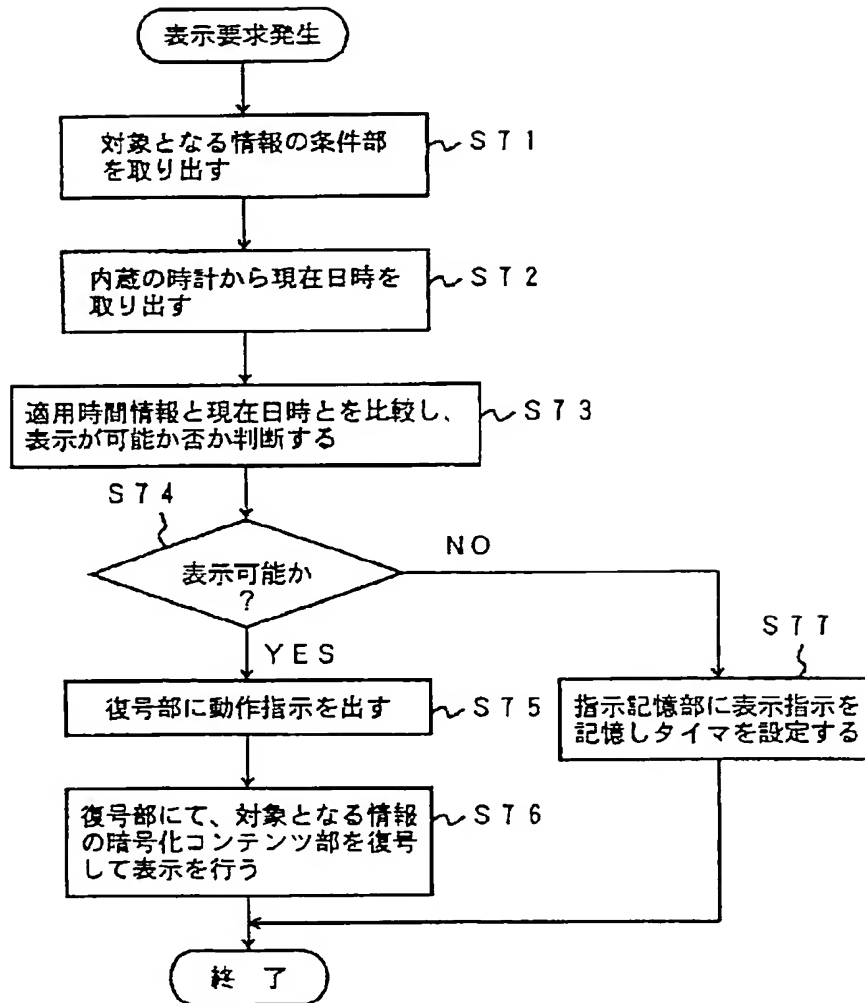 表示要求発生
対象となる情報の条件部
を取り出す
S71
内蔵の時計から現在日時を
取り出す
S72
適用時間情報と現在日時とを比較し、
表示が可能か否か判断する
S73
S74
表示可能か
?
NO
YES
S77
復号部に動作指示を出す
S75
指示記憶部に表示指示を
記憶しタイマを設定する
復号部にて、対象となる情報
の暗号化コンテンツ部を復号
して表示を行う
S76
終 了